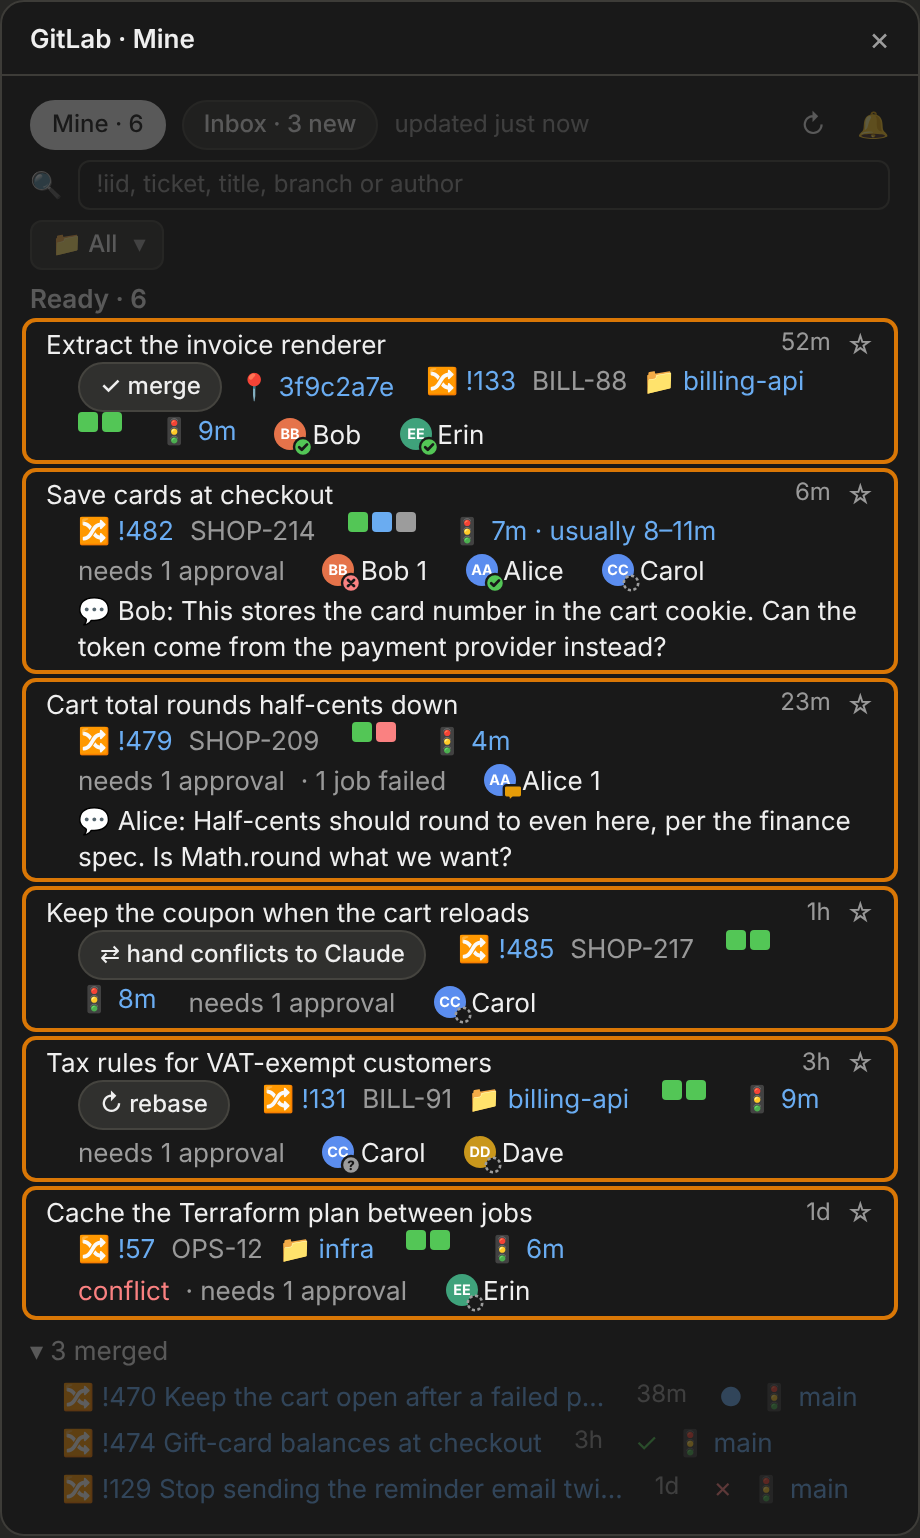 GitLab · Mine ×
Mine · 6 Inbox · 3 new updated just now
!iid, ticket, title, branch or author
All ▾
Ready · 6
Extract the invoice renderer 52m ☆
✓ merge 📍 3f9c2a7e 🔀 !133 BILL-88 📁 billing-api
🚦 9m BB Bob EE Erin
Save cards at checkout 6m ☆
🔀 !482 SHOP-214 🚦 7m · usually 8–11m
needs 1 approval BB Bob 1 AA Alice CC Carol
💬 Bob: This stores the card number in the cart cookie. Can the
token come from the payment provider instead?
Cart total rounds half-cents down 23m ☆
🔀 !479 SHOP-209 🚦 4m
needs 1 approval · 1 job failed AA Alice 1
💬 Alice: Half-cents should round to even here, per the finance
spec. Is Math.round what we want?
Keep the coupon when the cart reloads 1h ☆
⇄ hand conflicts to Claude 🔀 !485 SHOP-217
🚦 8m needs 1 approval CC Carol
Tax rules for VAT-exempt customers 3h ☆
↻ rebase 🔀 !131 BILL-91 📁 billing-api 🚦 9m
needs 1 approval CC Carol DD Dave
Cache the Terraform plan between jobs 1d ☆
🔀 !57 OPS-12 📁 infra 🚦 6m
conflict · needs 1 approval EE Erin
▾ 3 merged
🔀 !470 Keep the cart open after a failed p... 38m 🚦 main
🔀 !474 Gift-card balances at checkout 3h ✓ 🚦 main
🔀 !129 Stop sending the reminder email twi... 1d × 🚦 main